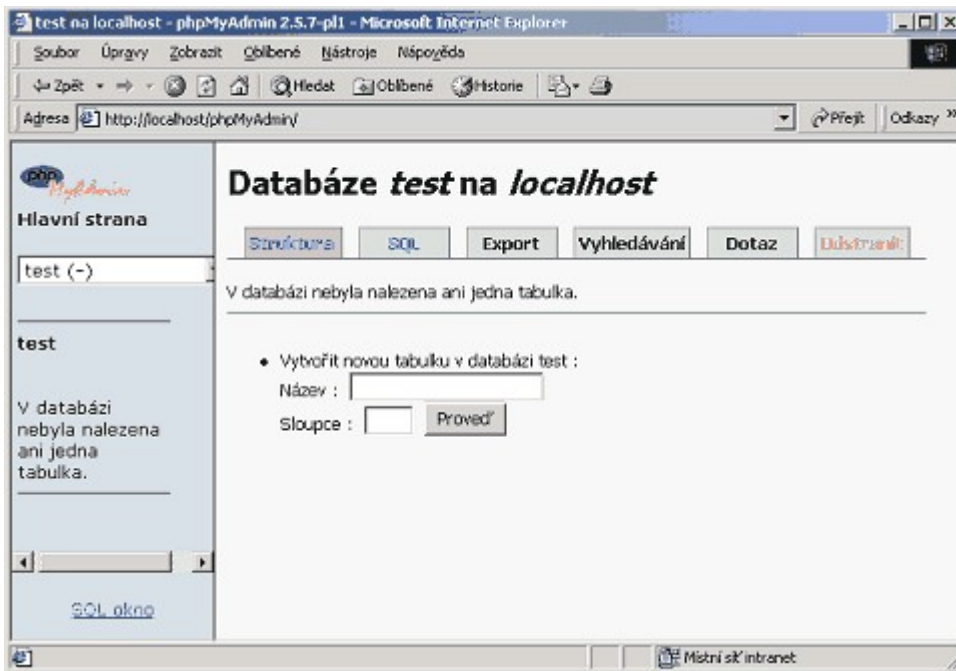 test na localhost - phpMyAdmin 2.5.7-pl1 - Microsoft Internet Explorer
Soubor Úpravy Zobrazit Oblíbené Nástroje Nápověda
Zpět Hledat Oblíbené Historie
Adresa http://localhost/phpMyAdmin/ Přejít Odkazy »
php
MyAdmin
Hlavní strana
test (-)
test
V databázi
nebyla nalezena
ani jedna
tabulka.
SQL okno
Databáze test na localhost
Struktura SQL Export Vyhledávání Dotaz Odstranit
V databázi nebyla nalezena ani jedna tabulka.
• Vytvořit novou tabulku v databázi test :
Název :
Sloupce : Proveď
Místní síť intranet